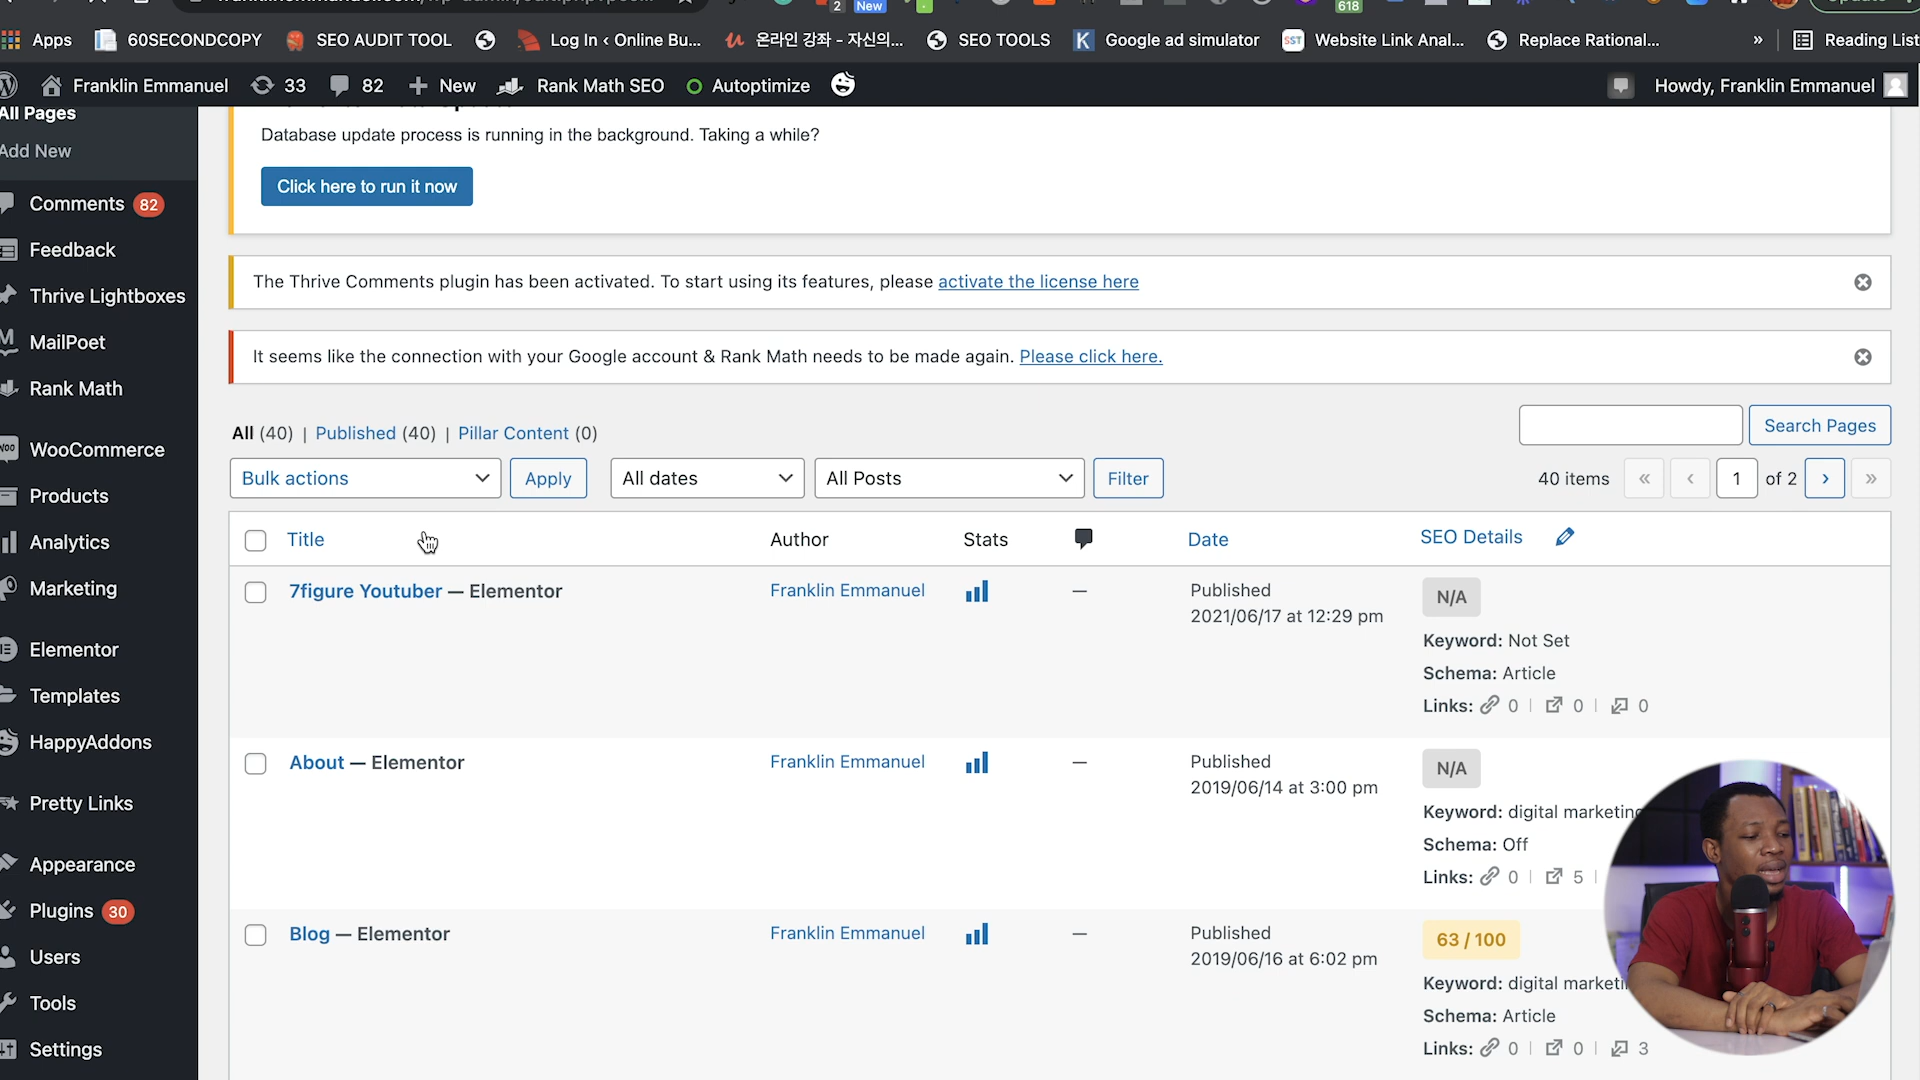 2
New
618
Apps
60SECONDCOPY
SEO AUDIT TOOL
Log In ‹ Online Bu...
온라인 강좌 - 자신의...
SEO TOOLS
K
Google ad simulator
SST
Website Link Anal...
Replace Rational...
»
Reading List
Franklin Emmanuel
33
82
New
Rank Math SEO
Autoptimize
Howdy, Franklin Emmanuel
All Pages
Add New
Comments 82
Feedback
Thrive Lightboxes
MailPoet
Rank Math
WooCommerce
Products
Analytics
Marketing
Elementor
Templates
HappyAddons
Pretty Links
Appearance
Plugins 30
Users
Tools
Settings
Database update process is running in the background. Taking a while?
Click here to run it now
The Thrive Comments plugin has been activated. To start using its features, please activate the license here
It seems like the connection with your Google account & Rank Math needs to be made again. Please click here.
All (40) | Published (40) | Pillar Content (0)
Search Pages
Bulk actions
Apply
All dates
All Posts
Filter
40 items
«
‹
1
of 2
›
»
Title
Author
Stats
Date
SEO Details
7figure Youtuber — Elementor
Franklin Emmanuel
—
Published
2021/06/17 at 12:29 pm
N/A
Keyword: Not Set
Schema: Article
Links: 0 | 0 | 0
About — Elementor
Franklin Emmanuel
—
Published
2019/06/14 at 3:00 pm
N/A
Keyword: digital marketing
Schema: Off
Links: 0 | 5 |
Blog — Elementor
Franklin Emmanuel
—
Published
2019/06/16 at 6:02 pm
63 / 100
Keyword: digital marketi
Schema: Article
Links: 0 | 0 | 3